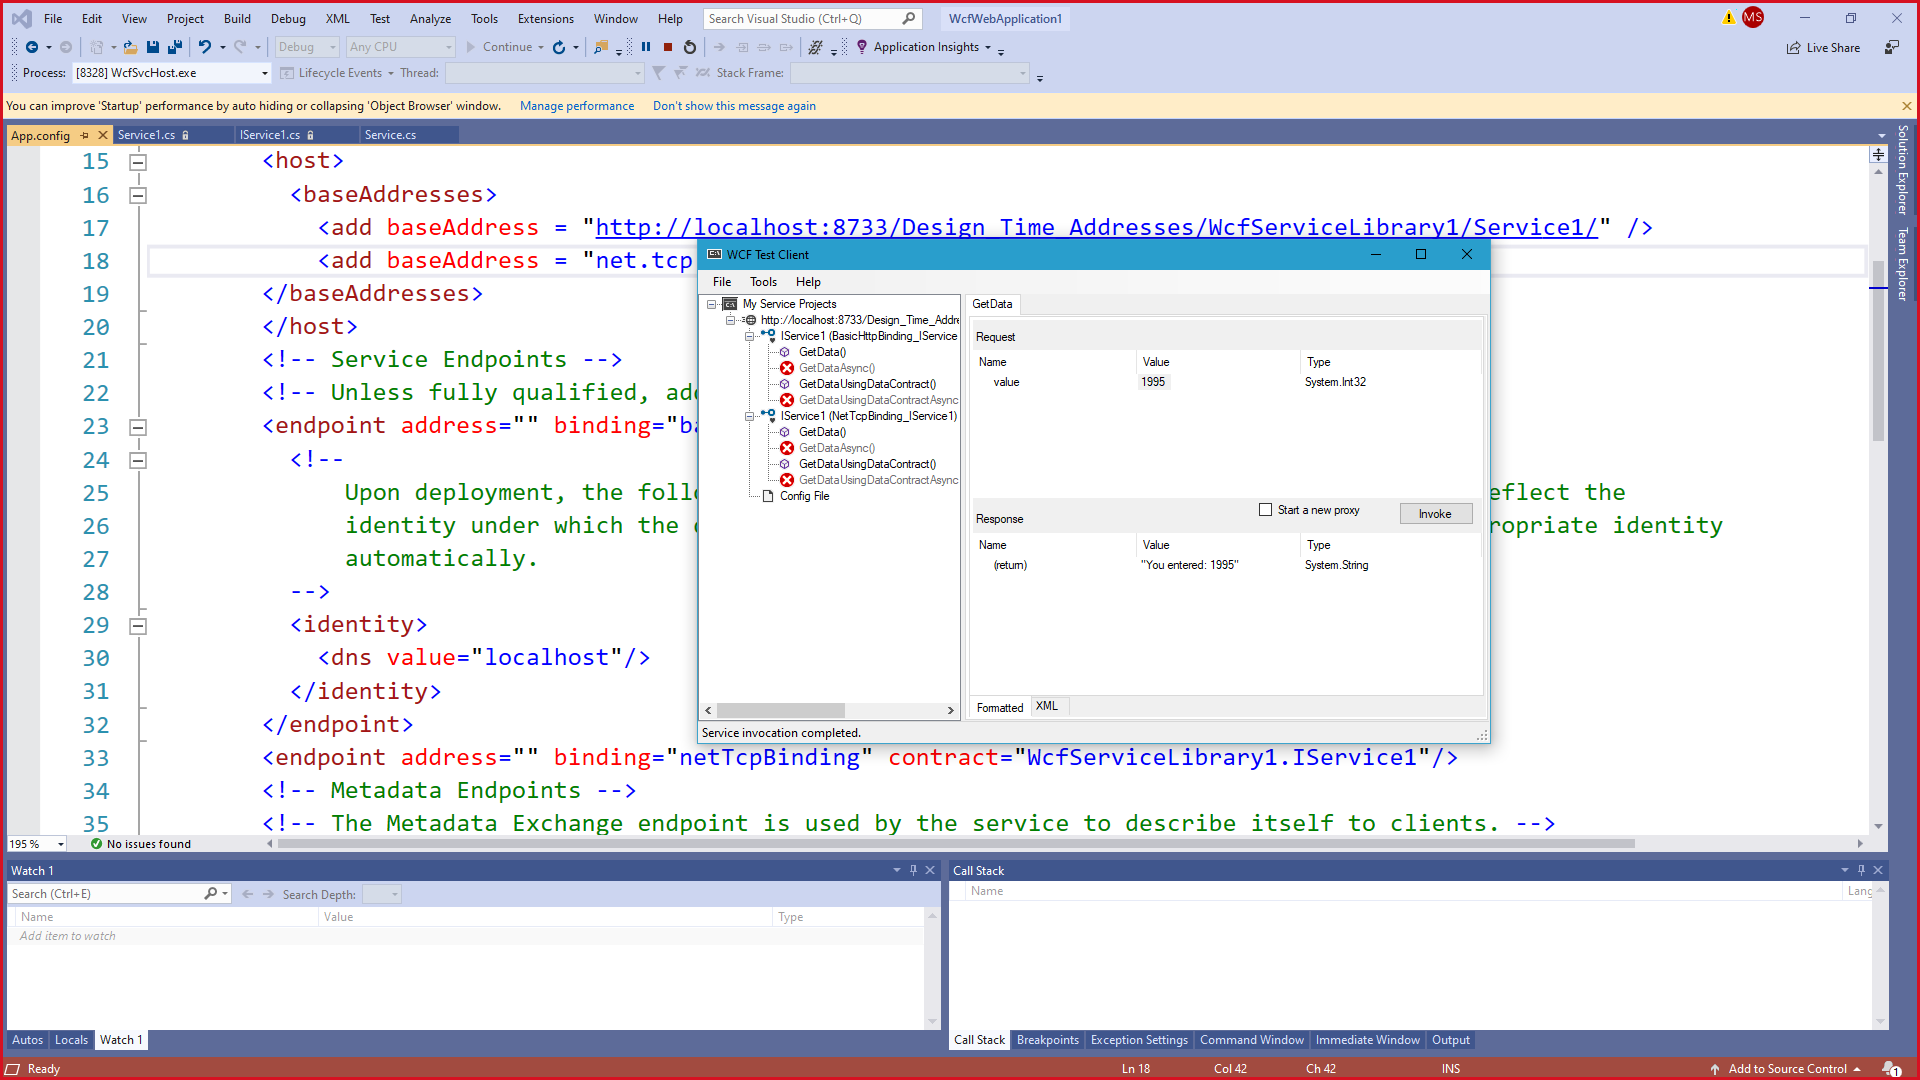 File Edit View Project Build Debug XML Test Analyze Tools Extensions Window Help Search Visual Studio (Ctrl+Q) WcfWebApplication1 MS
Debug Any CPU Continue Application Insights Live Share
Process: [8328] WcfSvcHost.exe Lifecycle Events Thread: Stack Frame:
You can improve 'Startup' performance by auto hiding or collapsing 'Object Browser' window. Manage performance Don't show this message again
App.config Service1.cs IService1.cs Service.cs
Solution Explorer
Team Explorer
15 <host>
16 <baseAddresses>
17 <add baseAddress = "http://localhost:8733/Design_Time_Addresses/WcfServiceLibrary1/Service1/" />
18 <add baseAddress = "net.tcp
19 </baseAddresses>
20 </host>
21 <!-- Service Endpoints -->
22 <!-- Unless fully qualified, add
23 <endpoint address="" binding="ba
24 <!--
25 Upon deployment, the follo eflect the
26 identity under which the ropriate identity
27 automatically.
28 -->
29 <identity>
30 <dns value="localhost"/>
31 </identity>
32 </endpoint>
33 <endpoint address="" binding="netTcpBinding" contract="WcfServiceLibrary1.IService1"/>
34 <!-- Metadata Endpoints -->
35 <!-- The Metadata Exchange endpoint is used by the service to describe itself to clients. -->
WCF Test Client
File Tools Help
My Service Projects
http://localhost:8733/Design_Time_Addre
IService1 (BasicHttpBinding_IService
GetData()
GetDataAsync()
GetDataUsingDataContract()
GetDataUsingDataContractAsync
IService1 (NetTcpBinding_IService1)
GetData()
GetDataAsync()
GetDataUsingDataContract()
GetDataUsingDataContractAsync
Config File
GetData
Request
Name Value Type
value 1995 System.Int32
Response Start a new proxy Invoke
Name Value Type
(return) "You entered: 1995" System.String
Formatted XML
Service invocation completed.
195 % No issues found
Watch 1
Search (Ctrl+E) Search Depth:
Name Value Type
Add item to watch
Autos Locals Watch 1
Call Stack
Name Lang
Call Stack Breakpoints Exception Settings Command Window Immediate Window Output
Ready Ln 18 Col 42 Ch 42 INS Add to Source Control 1